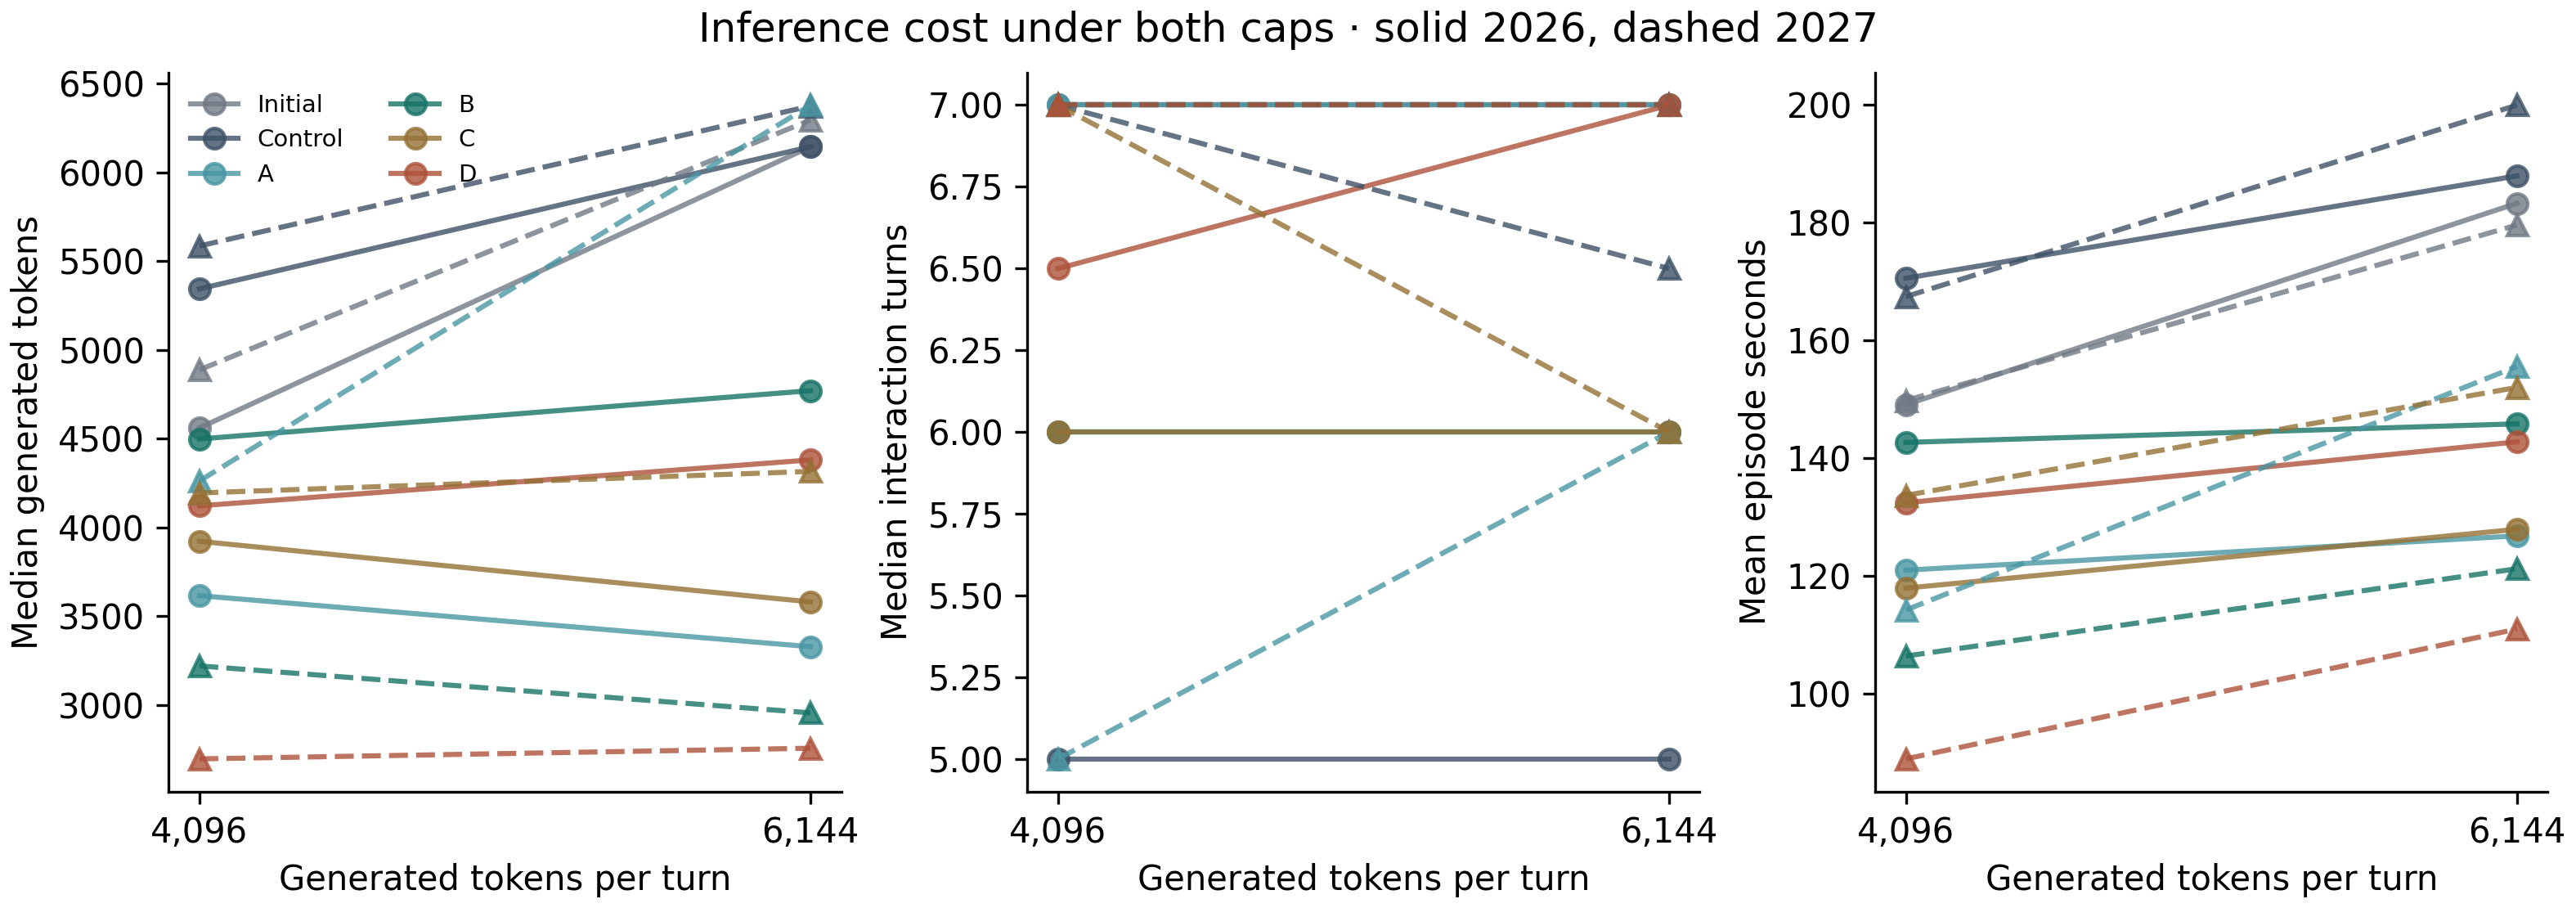 Inference cost under both caps · solid 2026, dashed 2027
Median generated tokens
6500
6000
5500
5000
4500
4000
3500
3000
Initial
Control
A
B
C
D
4,096
6,144
Generated tokens per turn
Median interaction turns
7.00
6.75
6.50
6.25
6.00
5.75
5.50
5.25
5.00
4,096
6,144
Generated tokens per turn
Mean episode seconds
200
180
160
140
120
100
4,096
6,144
Generated tokens per turn